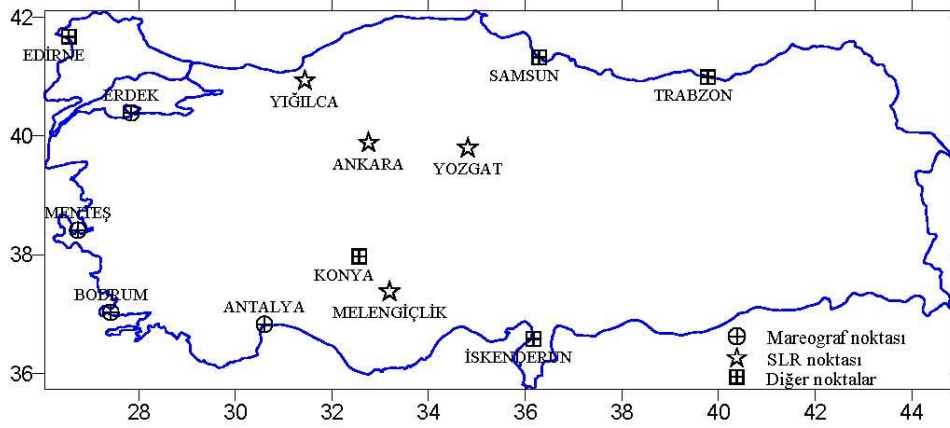 42
EDİRNE
SAMSUN
ERDEK
YIĞILCA
TRABZON
40
ANKARA
YOZGAT
MENTEŞ
38
KONYA
BODRUM
ANTALYA
MELENGİÇLİK
İSKENDERUN
Mareograf noktası
SLR noktası
Diğer noktalar
36
28 30 32 34 36 38 40 42 44